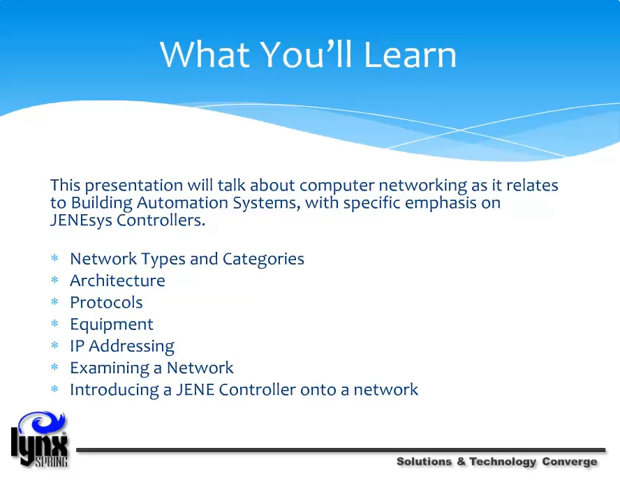 What You'll Learn
This presentation will talk about computer networking as it relates
to Building Automation Systems, with specific emphasis on
JENEsys Controllers.
* Network Types and Categories
* Architecture
* Protocols
* Equipment
* IP Addressing
* Examining a Network
* Introducing a JENE Controller onto a network
lynx
SPRING
Solutions & Technology Converge